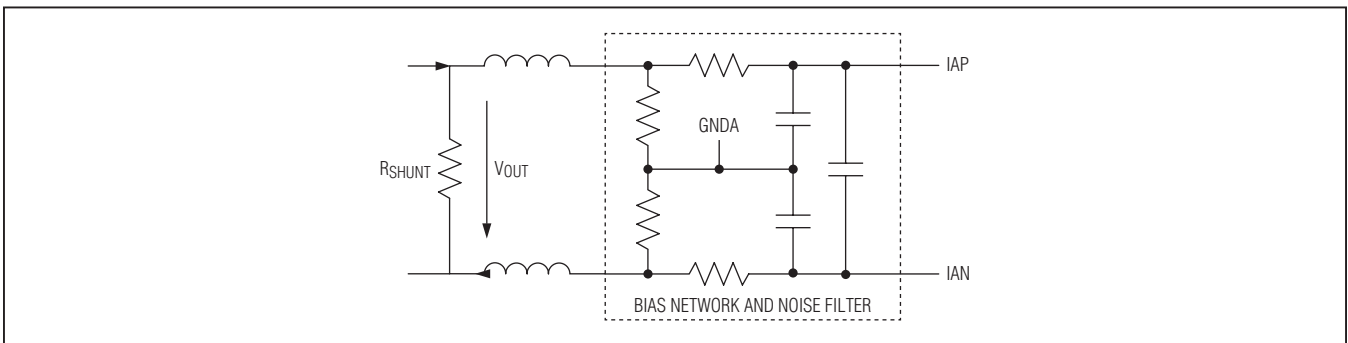 IAP
GNDA
RSHUNT
VOUT
IAN
BIAS NETWORK AND NOISE FILTER